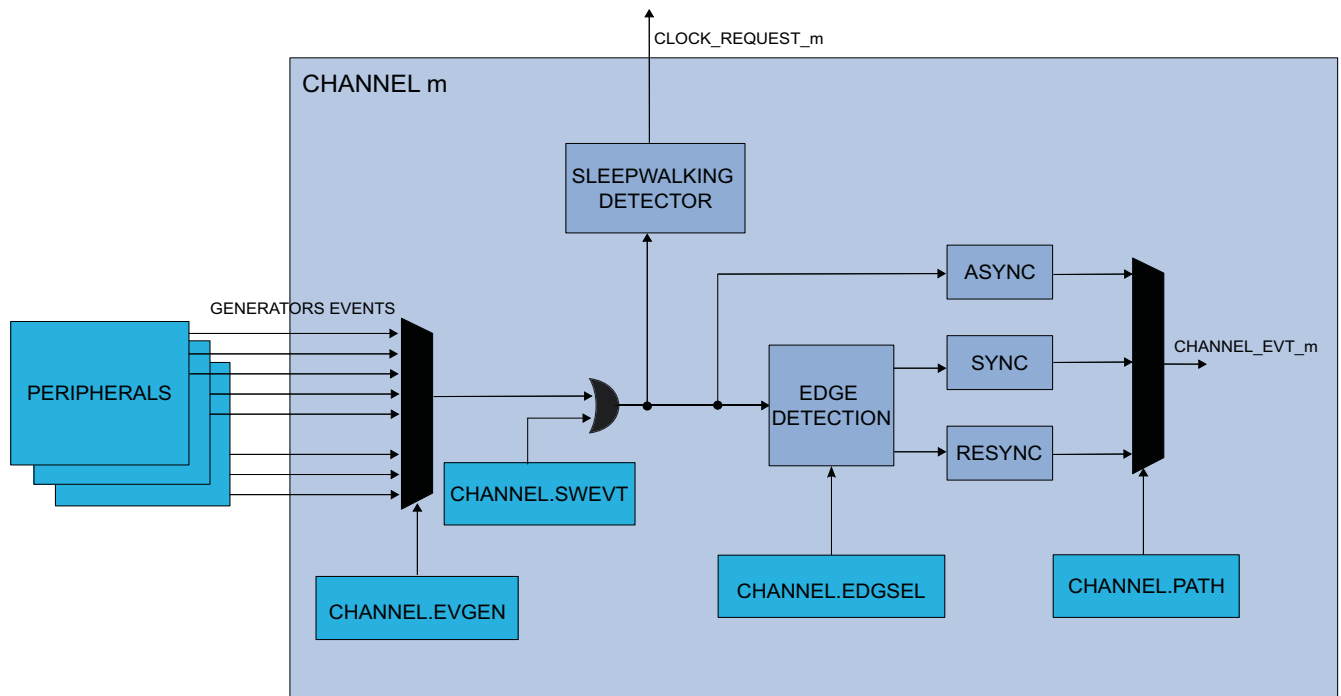 CLOCK_REQUEST_m
CHANNEL m
SLEEPWALKING
DETECTOR
ASYNC
GENERATORS EVENTS
CHANNEL_EVT_m
PERIPHERALS
EDGE
DETECTION
SYNC
RESYNC
CHANNEL.SWEVT
CHANNEL.EVGEN
CHANNEL.EDGSEL
CHANNEL.PATH